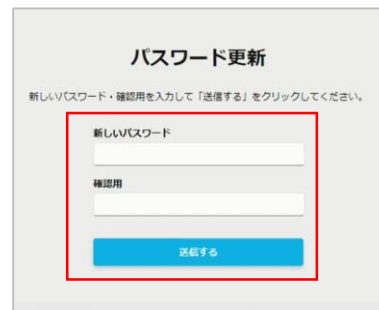 パスワード更新
新しいパスワード・確認用を入力して「送信する」をクリックしてください。
新しいパスワード
確認用
送信する